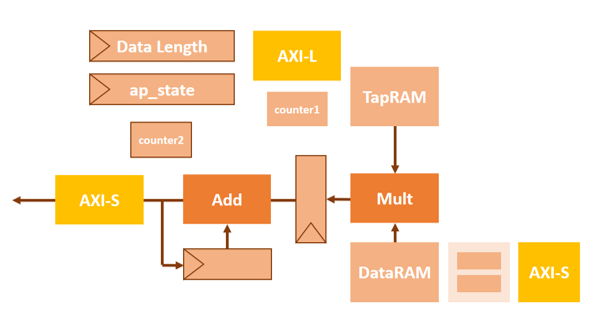 Data Length
AXI-L
ap_state
TapRAM
counter1
counter2
AXI-S
Add
Mult
DataRAM
AXI-S